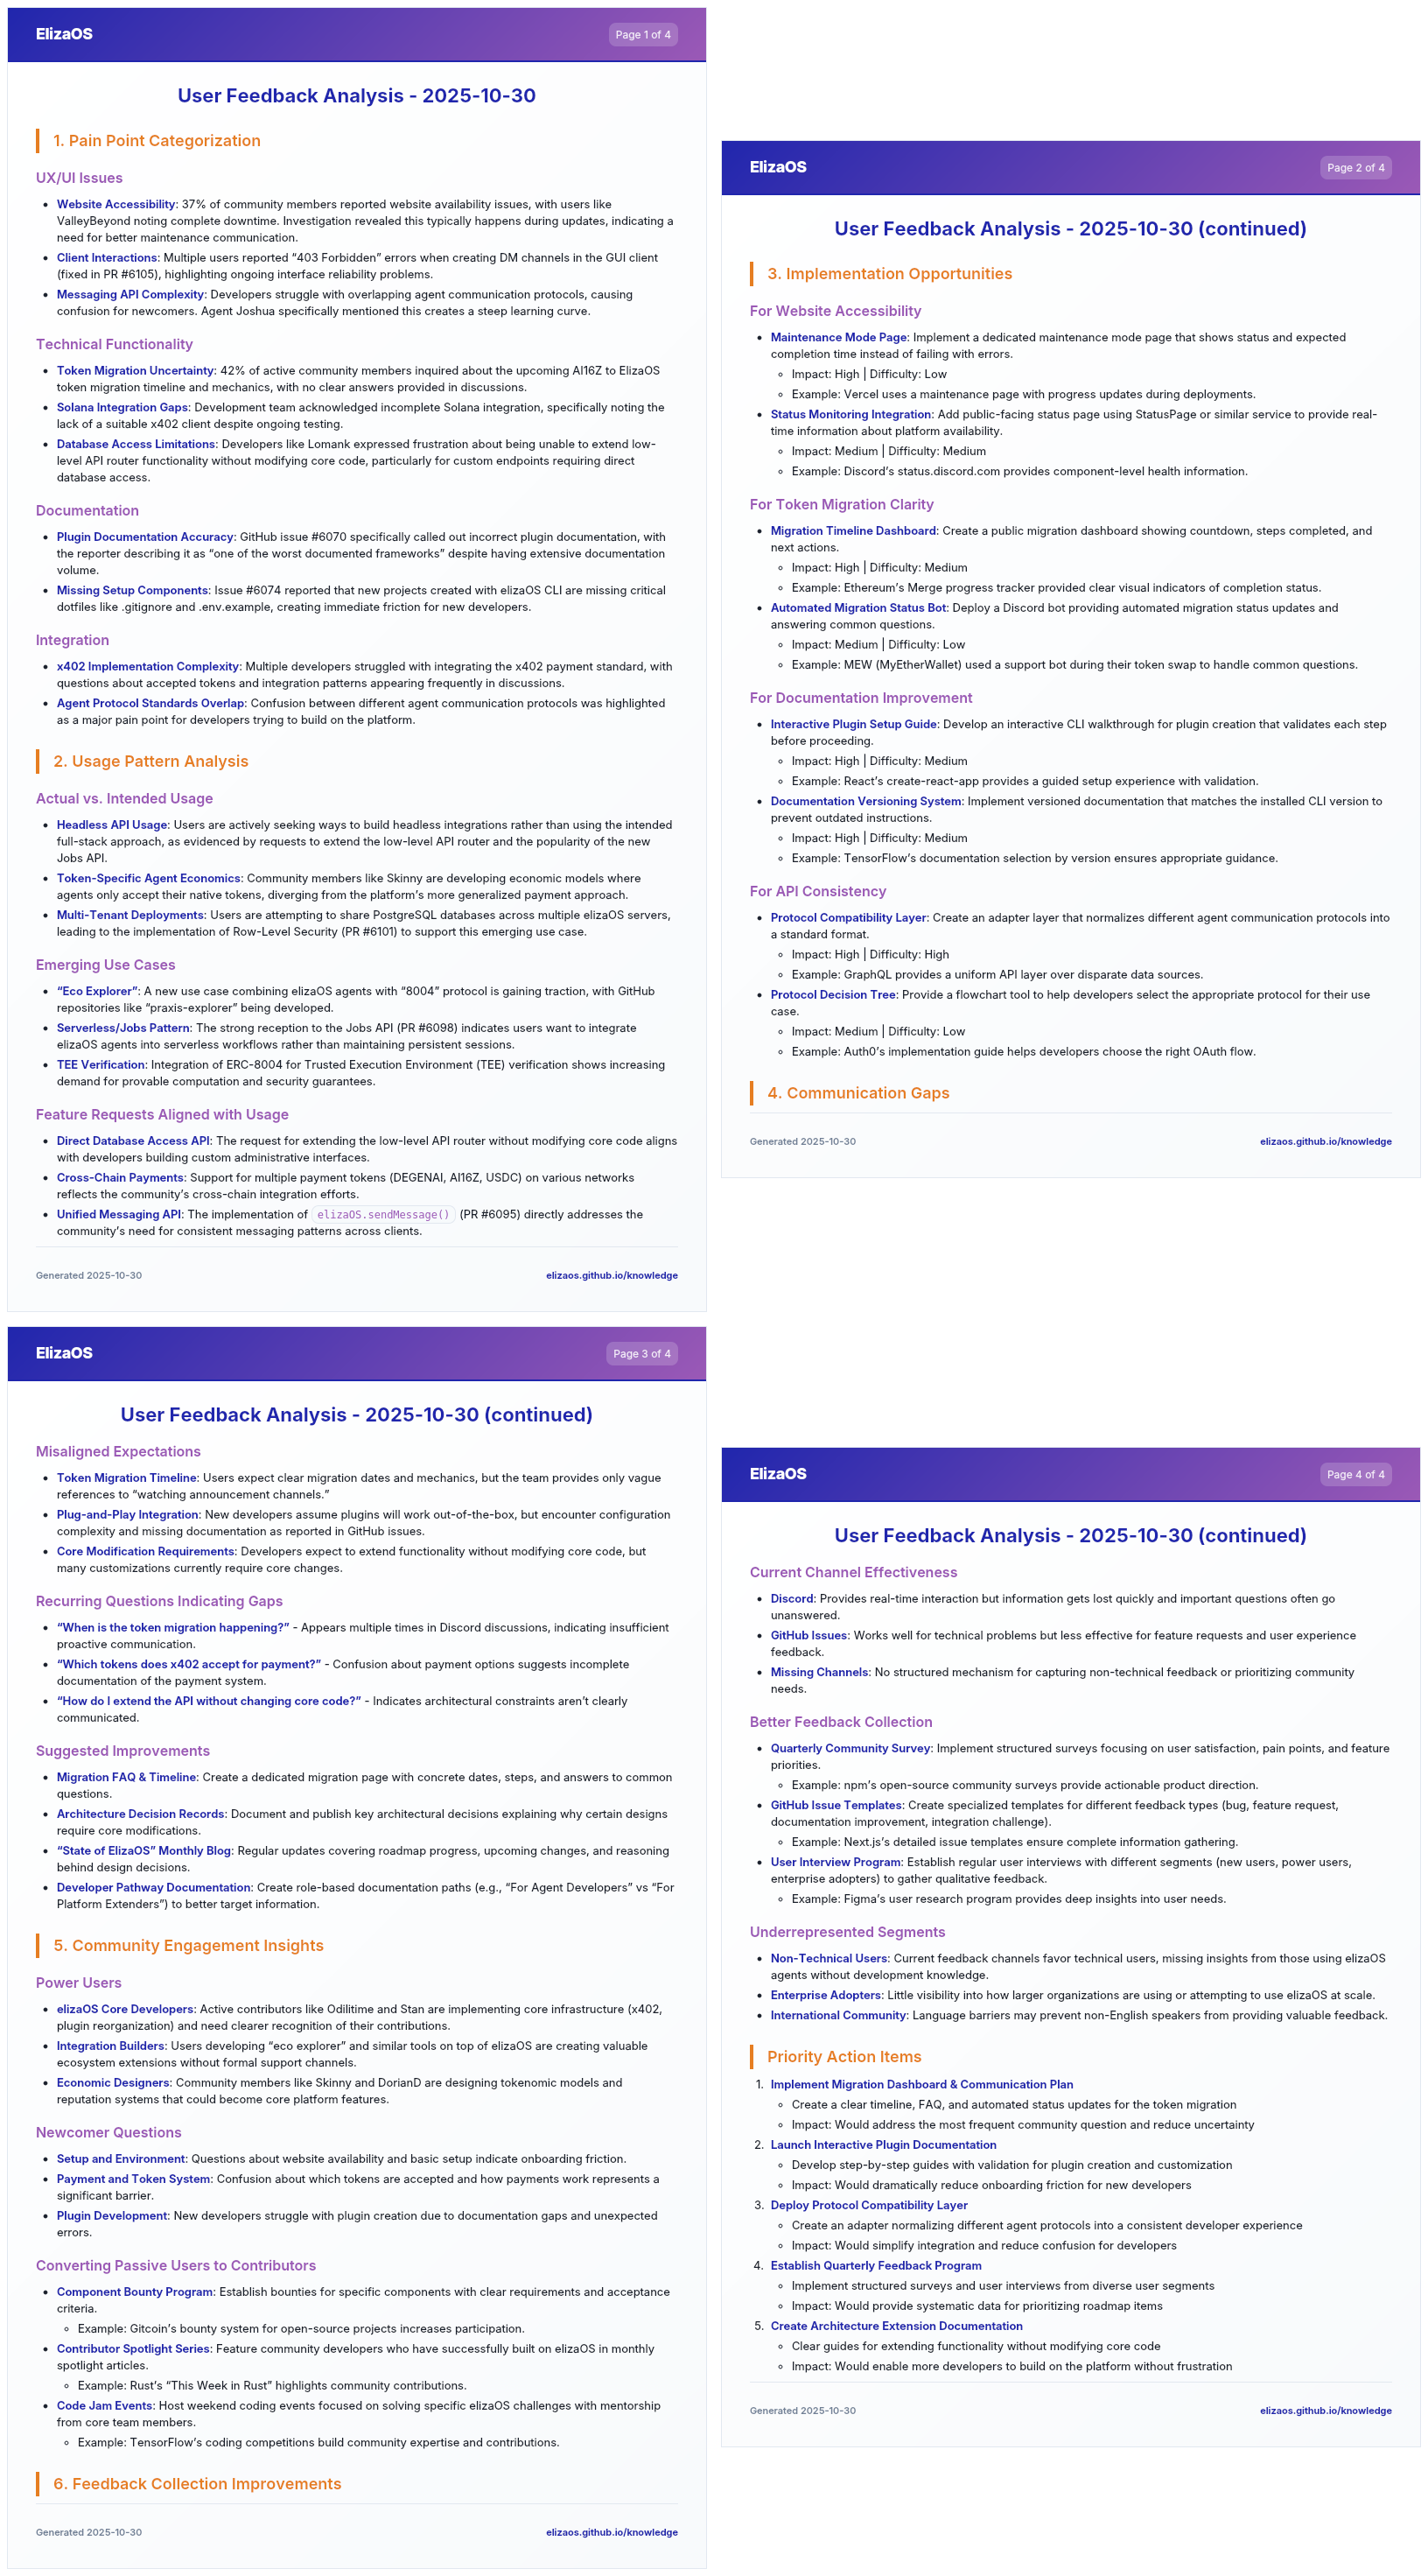 ElizaOS
Page 1 of 4
User Feedback Analysis - 2025-10-30
1. Pain Point Categorization
UX/UI Issues
• Website Accessibility: 37% of community members reported website availability issues, with users like
ValleyBeyond noting complete downtime. Investigation revealed this typically happens during updates, indicating a
need for better maintenance communication.
• Client Interactions: Multiple users reported “403 Forbidden” errors when creating DM channels in the GUI client
(fixed in PR #6105), highlighting ongoing interface reliability problems.
• Messaging API Complexity: Developers struggle with overlapping agent communication protocols, causing
confusion for newcomers. Agent Joshua specifically mentioned this creates a steep learning curve.
Technical Functionality
• Token Migration Uncertainty: 42% of active community members inquired about the upcoming AI16Z to ElizaOS
token migration timeline and mechanics, with no clear answers provided in discussions.
• Solana Integration Gaps: Development team acknowledged incomplete Solana integration, specifically noting the
lack of a suitable x402 client despite ongoing testing.
• Database Access Limitations: Developers like Lomank expressed frustration about being unable to extend low-
level API router functionality without modifying core code, particularly for custom endpoints requiring direct
database access.
Documentation
• Plugin Documentation Accuracy: GitHub issue #6070 specifically called out incorrect plugin documentation, with
the reporter describing it as “one of the worst documented frameworks” despite having extensive documentation
volume.
• Missing Setup Components: Issue #6074 reported that new projects created with elizaOS CLI are missing critical
dotfiles like .gitignore and .env.example, creating immediate friction for new developers.
Integration
• x402 Implementation Complexity: Multiple developers struggled with integrating the x402 payment standard, with
questions about accepted tokens and integration patterns appearing frequently in discussions.
• Agent Protocol Standards Overlap: Confusion between different agent communication protocols was highlighted
as a major pain point for developers trying to build on the platform.
2. Usage Pattern Analysis
Actual vs. Intended Usage
• Headless API Usage: Users are actively seeking ways to build headless integrations rather than using the intended
full-stack approach, as evidenced by requests to extend the low-level API router and the popularity of the new
Jobs API.
• Token-Specific Agent Economics: Community members like Skinny are developing economic models where
agents only accept their native tokens, diverging from the platform’s more generalized payment approach.
• Multi-Tenant Deployments: Users are attempting to share PostgreSQL databases across multiple elizaOS servers,
leading to the implementation of Row-Level Security (PR #6101) to support this emerging use case.
Emerging Use Cases
• “Eco Explorer”: A new use case combining elizaOS agents with “8004” protocol is gaining traction, with GitHub
repositories like “praxis-explorer” being developed.
• Serverless/Jobs Pattern: The strong reception to the Jobs API (PR #6098) indicates users want to integrate
elizaOS agents into serverless workflows rather than maintaining persistent sessions.
• TEE Verification: Integration of ERC-8004 for Trusted Execution Environment (TEE) verification shows increasing
demand for provable computation and security guarantees.
Feature Requests Aligned with Usage
• Direct Database Access API: The request for extending the low-level API router without modifying core code aligns
with developers building custom administrative interfaces.
• Cross-Chain Payments: Support for multiple payment tokens (DEGENAI, AI16Z, USDC) on various networks
reflects the community’s cross-chain integration efforts.
• Unified Messaging API: The implementation of elizaOS.sendMessage() (PR #6095) directly addresses the
community’s need for consistent messaging patterns across clients.
Generated 2025-10-30
elizaos.github.io/knowledge
ElizaOS
Page 2 of 4
User Feedback Analysis - 2025-10-30 (continued)
3. Implementation Opportunities
For Website Accessibility
• Maintenance Mode Page: Implement a dedicated maintenance mode page that shows status and expected
completion time instead of failing with errors.
◦ Impact: High | Difficulty: Low
◦ Example: Vercel uses a maintenance page with progress updates during deployments.
• Status Monitoring Integration: Add public-facing status page using StatusPage or similar service to provide real-
time information about platform availability.
◦ Impact: Medium | Difficulty: Medium
◦ Example: Discord’s status.discord.com provides component-level health information.
For Token Migration Clarity
• Migration Timeline Dashboard: Create a public migration dashboard showing countdown, steps completed, and
next actions.
◦ Impact: High | Difficulty: Medium
◦ Example: Ethereum’s Merge progress tracker provided clear visual indicators of completion status.
• Automated Migration Status Bot: Deploy a Discord bot providing automated migration status updates and
answering common questions.
◦ Impact: Medium | Difficulty: Low
◦ Example: MEW (MyEtherWallet) used a support bot during their token swap to handle common questions.
For Documentation Improvement
• Interactive Plugin Setup Guide: Develop an interactive CLI walkthrough for plugin creation that validates each step
before proceeding.
◦ Impact: High | Difficulty: Medium
◦ Example: React’s create-react-app provides a guided setup experience with validation.
• Documentation Versioning System: Implement versioned documentation that matches the installed CLI version to
prevent outdated instructions.
◦ Impact: High | Difficulty: Medium
◦ Example: TensorFlow’s documentation selection by version ensures appropriate guidance.
For API Consistency
• Protocol Compatibility Layer: Create an adapter layer that normalizes different agent communication protocols into
a standard format.
◦ Impact: High | Difficulty: High
◦ Example: GraphQL provides a uniform API layer over disparate data sources.
• Protocol Decision Tree: Provide a flowchart tool to help developers select the appropriate protocol for their use
case.
◦ Impact: Medium | Difficulty: Low
◦ Example: Auth0’s implementation guide helps developers choose the right OAuth flow.
4. Communication Gaps
Generated 2025-10-30
elizaos.github.io/knowledge
ElizaOS
Page 3 of 4
User Feedback Analysis - 2025-10-30 (continued)
Misaligned Expectations
• Token Migration Timeline: Users expect clear migration dates and mechanics, but the team provides only vague
references to “watching announcement channels.”
• Plug-and-Play Integration: New developers assume plugins will work out-of-the-box, but encounter configuration
complexity and missing documentation as reported in GitHub issues.
• Core Modification Requirements: Developers expect to extend functionality without modifying core code, but
many customizations currently require core changes.
Recurring Questions Indicating Gaps
• “When is the token migration happening?” - Appears multiple times in Discord discussions, indicating insufficient
proactive communication.
• “Which tokens does x402 accept for payment?” - Confusion about payment options suggests incomplete
documentation of the payment system.
• “How do I extend the API without changing core code?” - Indicates architectural constraints aren’t clearly
communicated.
Suggested Improvements
• Migration FAQ & Timeline: Create a dedicated migration page with concrete dates, steps, and answers to common
questions.
• Architecture Decision Records: Document and publish key architectural decisions explaining why certain designs
require core modifications.
• “State of ElizaOS” Monthly Blog: Regular updates covering roadmap progress, upcoming changes, and reasoning
behind design decisions.
• Developer Pathway Documentation: Create role-based documentation paths (e.g., “For Agent Developers” vs “For
Platform Extenders”) to better target information.
5. Community Engagement Insights
Power Users
• elizaOS Core Developers: Active contributors like Odilitime and Stan are implementing core infrastructure (x402,
plugin reorganization) and need clearer recognition of their contributions.
• Integration Builders: Users developing “eco explorer” and similar tools on top of elizaOS are creating valuable
ecosystem extensions without formal support channels.
• Economic Designers: Community members like Skinny and DorianD are designing tokenomic models and
reputation systems that could become core platform features.
Newcomer Questions
• Setup and Environment: Questions about website availability and basic setup indicate onboarding friction.
• Payment and Token System: Confusion about which tokens are accepted and how payments work represents a
significant barrier.
• Plugin Development: New developers struggle with plugin creation due to documentation gaps and unexpected
errors.
Converting Passive Users to Contributors
• Component Bounty Program: Establish bounties for specific components with clear requirements and acceptance
criteria.
◦ Example: Gitcoin’s bounty system for open-source projects increases participation.
• Contributor Spotlight Series: Feature community developers who have successfully built on elizaOS in monthly
spotlight articles.
◦ Example: Rust’s “This Week in Rust” highlights community contributions.
• Code Jam Events: Host weekend coding events focused on solving specific elizaOS challenges with mentorship
from core team members.
◦ Example: TensorFlow’s coding competitions build community expertise and contributions.
6. Feedback Collection Improvements
Generated 2025-10-30
elizaos.github.io/knowledge
ElizaOS
Page 4 of 4
User Feedback Analysis - 2025-10-30 (continued)
Current Channel Effectiveness
• Discord: Provides real-time interaction but information gets lost quickly and important questions often go
unanswered.
• GitHub Issues: Works well for technical problems but less effective for feature requests and user experience
feedback.
• Missing Channels: No structured mechanism for capturing non-technical feedback or prioritizing community
needs.
Better Feedback Collection
• Quarterly Community Survey: Implement structured surveys focusing on user satisfaction, pain points, and feature
priorities.
◦ Example: npm’s open-source community surveys provide actionable product direction.
• GitHub Issue Templates: Create specialized templates for different feedback types (bug, feature request,
documentation improvement, integration challenge).
◦ Example: Next.js’s detailed issue templates ensure complete information gathering.
• User Interview Program: Establish regular user interviews with different segments (new users, power users,
enterprise adopters) to gather qualitative feedback.
◦ Example: Figma’s user research program provides deep insights into user needs.
Underrepresented Segments
• Non-Technical Users: Current feedback channels favor technical users, missing insights from those using elizaOS
agents without development knowledge.
• Enterprise Adopters: Little visibility into how larger organizations are using or attempting to use elizaOS at scale.
• International Community: Language barriers may prevent non-English speakers from providing valuable feedback.
Priority Action Items
1. Implement Migration Dashboard & Communication Plan
◦ Create a clear timeline, FAQ, and automated status updates for the token migration
◦ Impact: Would address the most frequent community question and reduce uncertainty
2. Launch Interactive Plugin Documentation
◦ Develop step-by-step guides with validation for plugin creation and customization
◦ Impact: Would dramatically reduce onboarding friction for new developers
3. Deploy Protocol Compatibility Layer
◦ Create an adapter normalizing different agent protocols into a consistent developer experience
◦ Impact: Would simplify integration and reduce confusion for developers
4. Establish Quarterly Feedback Program
◦ Implement structured surveys and user interviews from diverse user segments
◦ Impact: Would provide systematic data for prioritizing roadmap items
5. Create Architecture Extension Documentation
◦ Clear guides for extending functionality without modifying core code
◦ Impact: Would enable more developers to build on the platform without frustration
Generated 2025-10-30
elizaos.github.io/knowledge